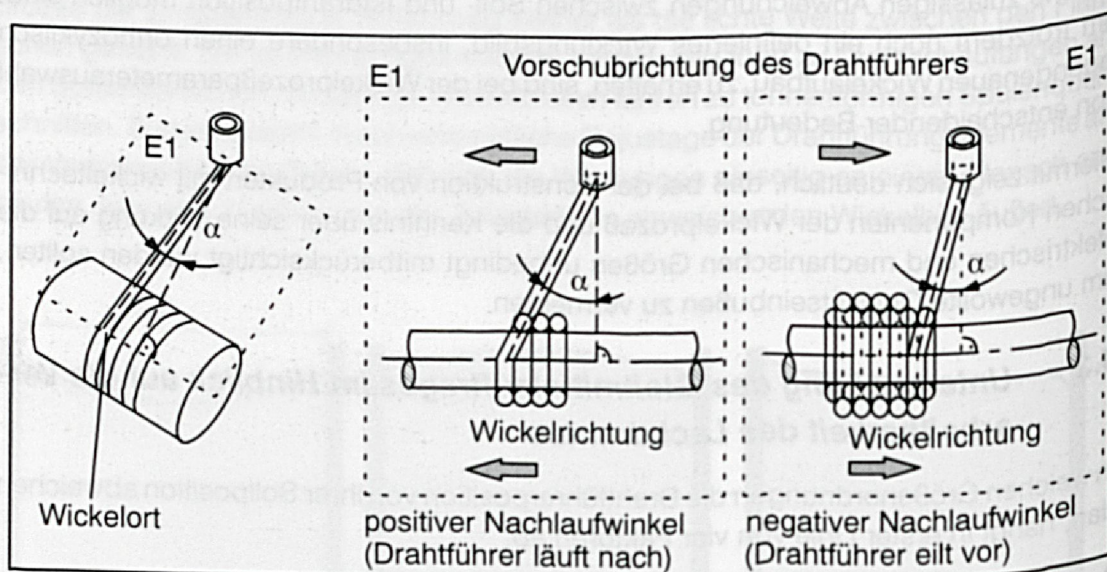 E1
Vorschubrichtung des Drahtführers
E1
E1
α
α
α
Wickelrichtung
Wickelrichtung
Wickelort
positiver Nachlaufwinkel
(Drahtführer läuft nach)
negativer Nachlaufwinkel
(Drahtführer eilt vor)